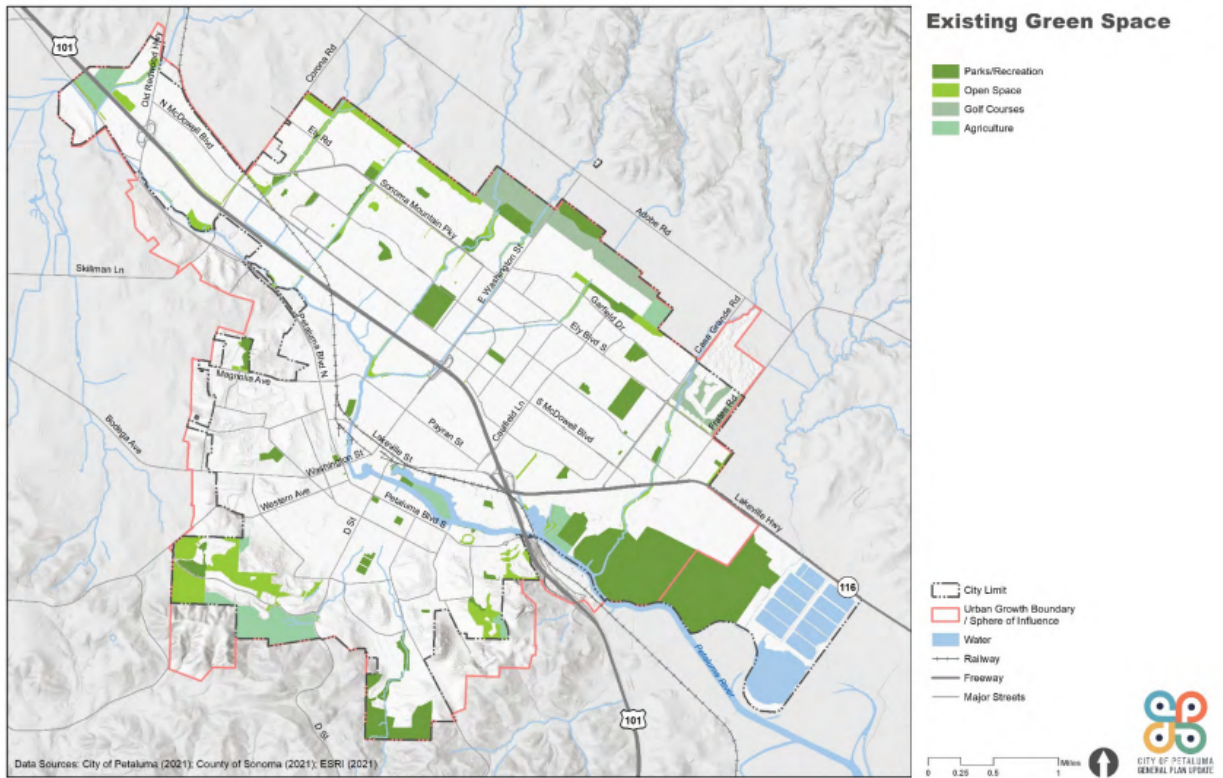 Existing Green Space
Parks/Recreation
Open Space
Golf Courses
Agriculture
101
Old Redwood Hwy
Corona Rd
N McDowell Blvd
Ely Rd
Sonoma Mountain Pky
Adobe Rd
E Washington St
Skillman Ln
Petaluma Blvd N
Garfield Dr
Ely Blvd S
Casa Grande Rd
Frates Rd
Magnolia Ave
Bodega Ave
S McDowell Blvd
Caulfield Ln
Payran St
Lakeville St
Washington St
Western Ave
Petaluma Blvd S
D St
Lakeville Hwy
116
Petaluma River
101
D St
Data Sources: City of Petaluma (2021); County of Sonoma (2021); ESRI (2021)
City Limit
Urban Growth Boundary
/ Sphere of Influence
Water
Railway
Freeway
Major Streets
Miles
0 0.25 0.5 1
CITY OF PETALUMA
GENERAL PLAN UPDATE